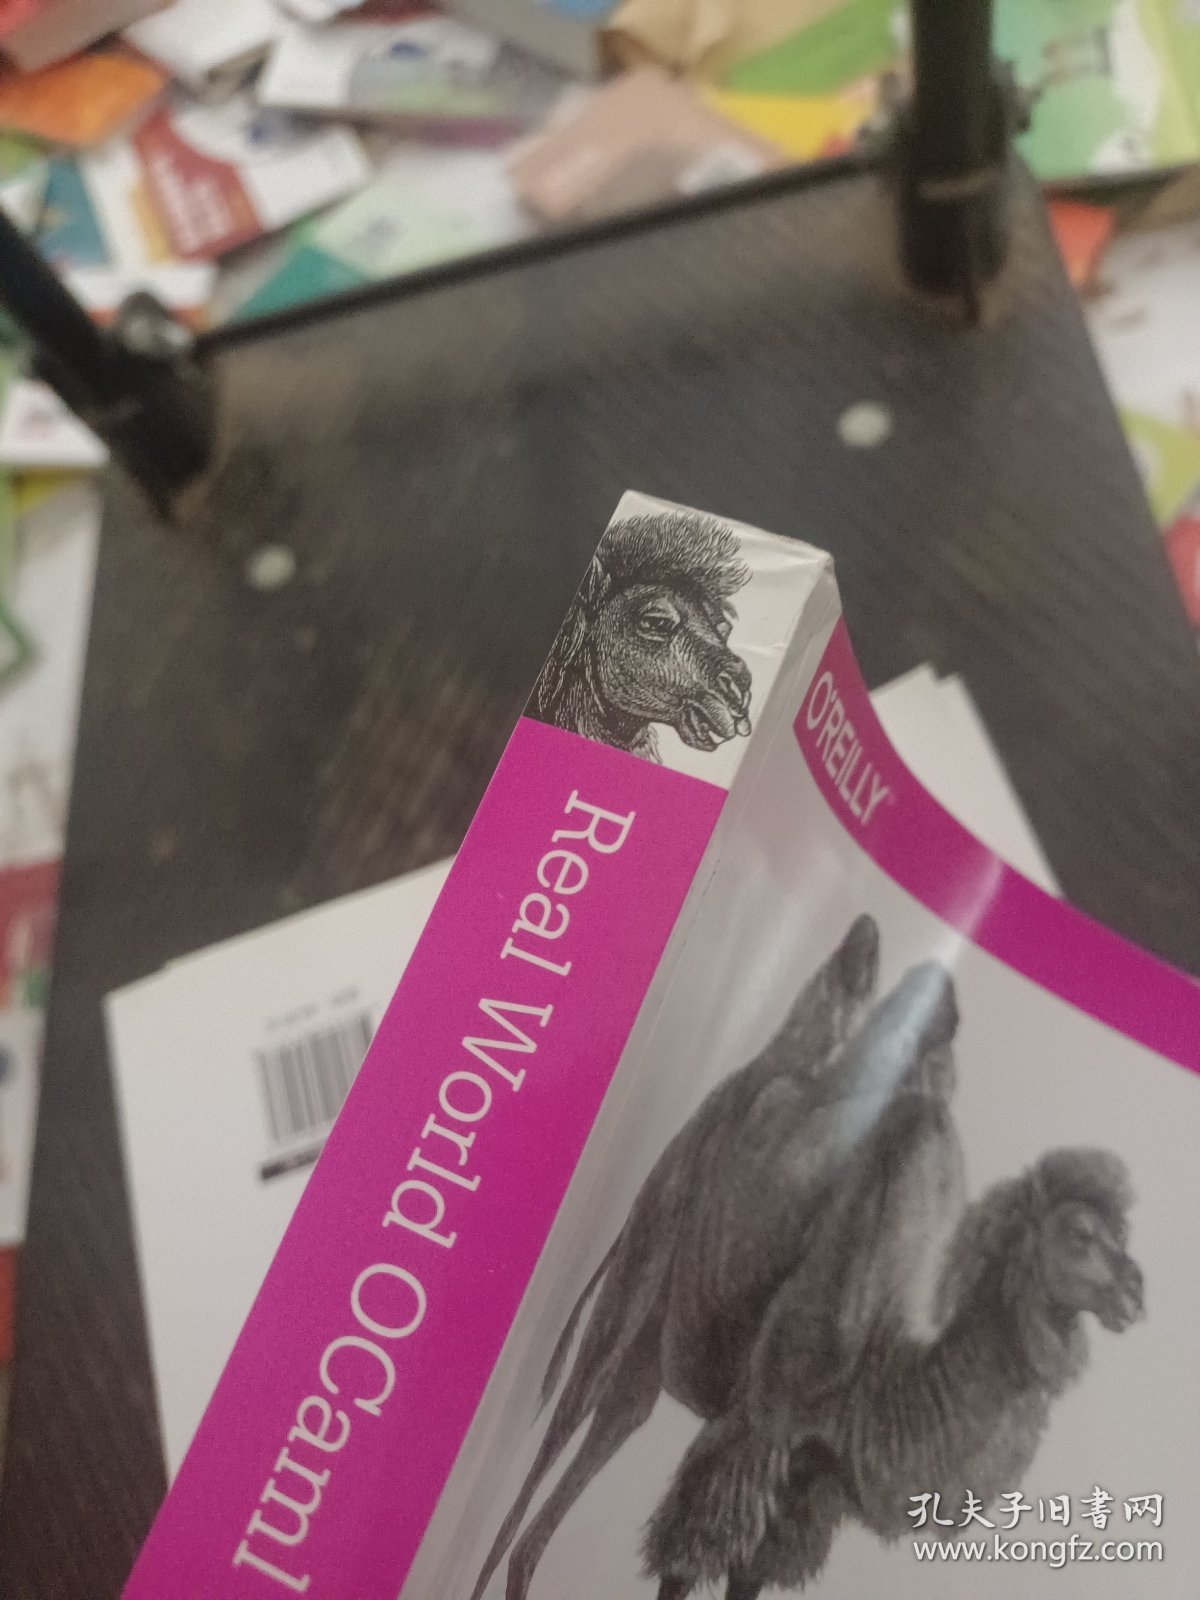 Real World OCaml
O'REILLY®
孔夫子旧书网
www.kongfz.com